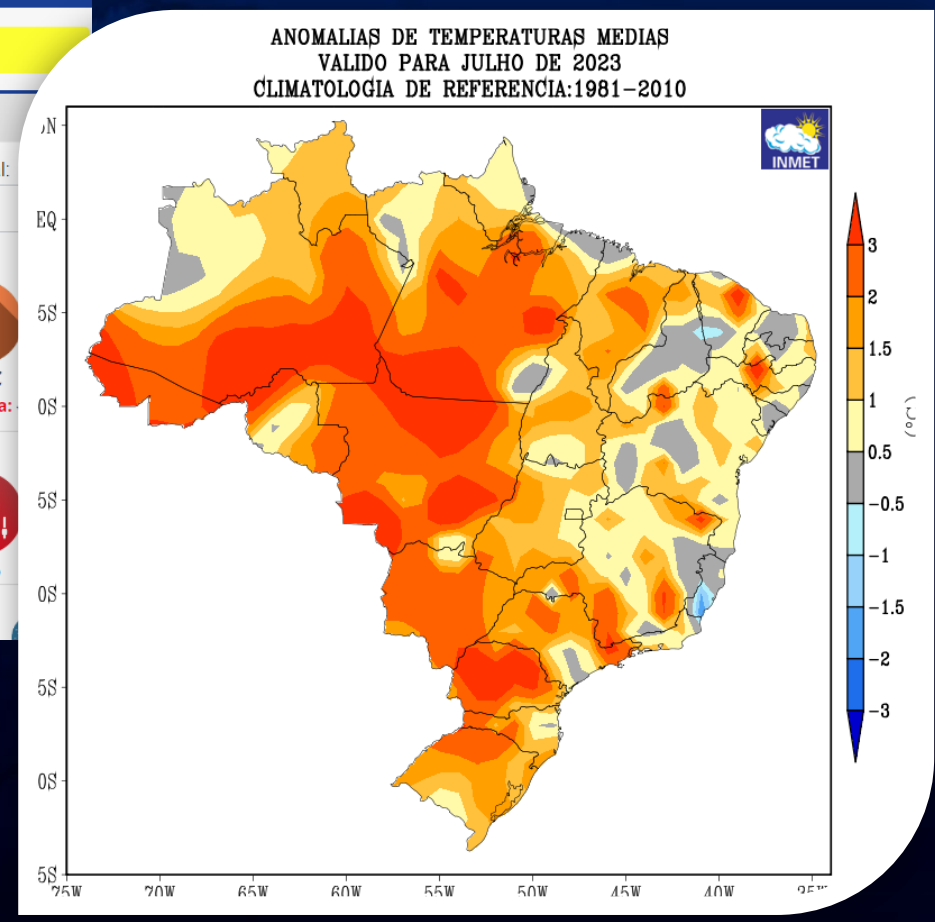 ANOMALIAS DE TEMPERATURAS MEDIAS
VALIDO PARA JULHO DE 2023
CLIMATOLOGIA DE REFERENCIA:1981-2010
INMET
N
EQ
5S
0S
5S
0S
5S
0S
5S
75W
70W
65W
60W
55W
50W
45W
40W
3
2
1.5
1
0.5
-0.5
-1
-1.5
-2
-3
(°C)
l:
a: